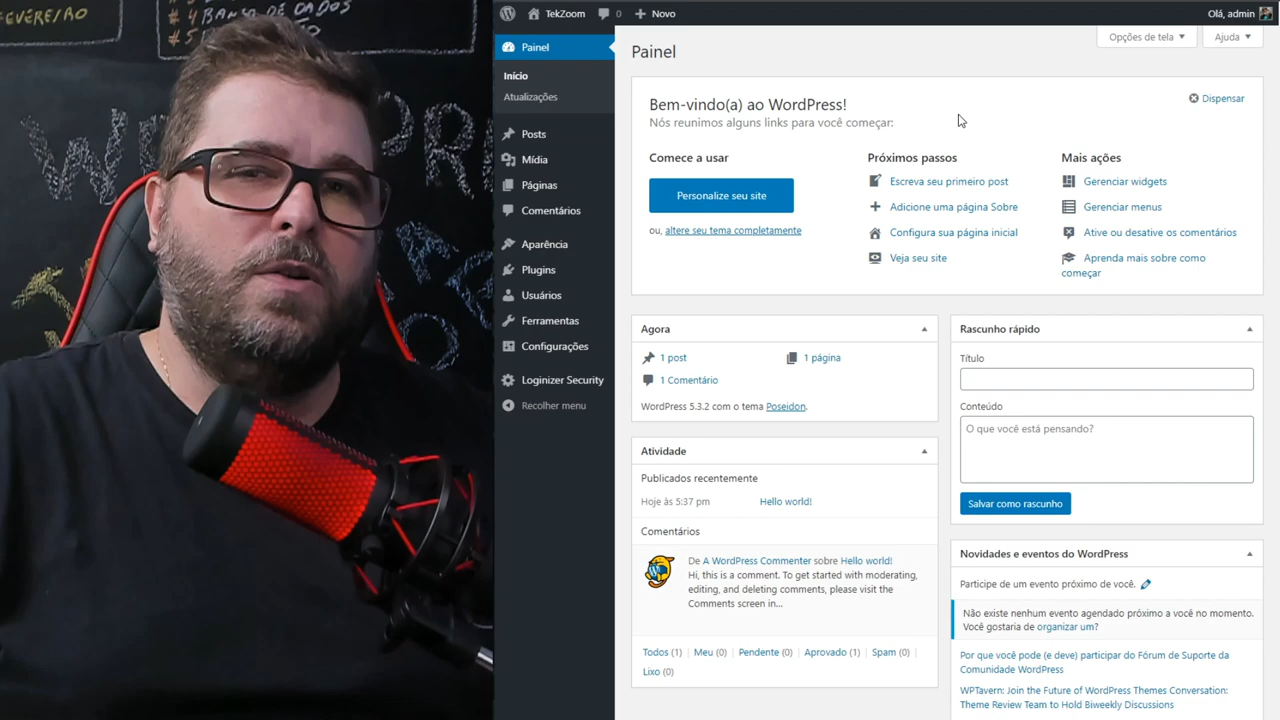 FEVEREIRO
#4 BANCO DE DADOS
#5
WORDPR
TekZoom
0
Novo
Olá, admin
Painel
Início
Atualizações
Posts
Mídia
Páginas
Comentários
Aparência
Plugins
Usuários
Ferramentas
Configurações
Loginizer Security
Recolher menu
Opções de tela
Ajuda
Painel
Bem-vindo(a) ao WordPress!
Dispensar
Nós reunimos alguns links para você começar:
Comece a usar
Personalize seu site
ou, altere seu tema completamente
Próximos passos
Escreva seu primeiro post
Adicione uma página Sobre
Configura sua página inicial
Veja seu site
Mais ações
Gerenciar widgets
Gerenciar menus
Ative ou desative os comentários
Aprenda mais sobre como
começar
Agora
1 post
1 página
1 Comentário
WordPress 5.3.2 com o tema Poseidon.
Atividade
Publicados recentemente
Hoje às 5:37 pm
Hello world!
Comentários
De A WordPress Commenter sobre Hello world!
Hi, this is a comment. To get started with moderating,
editing, and deleting comments, please visit the
Comments screen in...
Todos (1) | Meu (0) | Pendente (0) | Aprovado (1) | Spam (0) |
Lixo (0)
Rascunho rápido
Título
Conteúdo
O que você está pensando?
Salvar como rascunho
Novidades e eventos do WordPress
Participe de um evento próximo de você.
Não existe nenhum evento agendado próximo a você no momento.
Você gostaria de organizar um?
Por que você pode (e deve) participar do Fórum de Suporte da
Comunidade WordPress
WPTavern: Join the Future of WordPress Themes Conversation:
Theme Review Team to Hold Biweekly Discussions